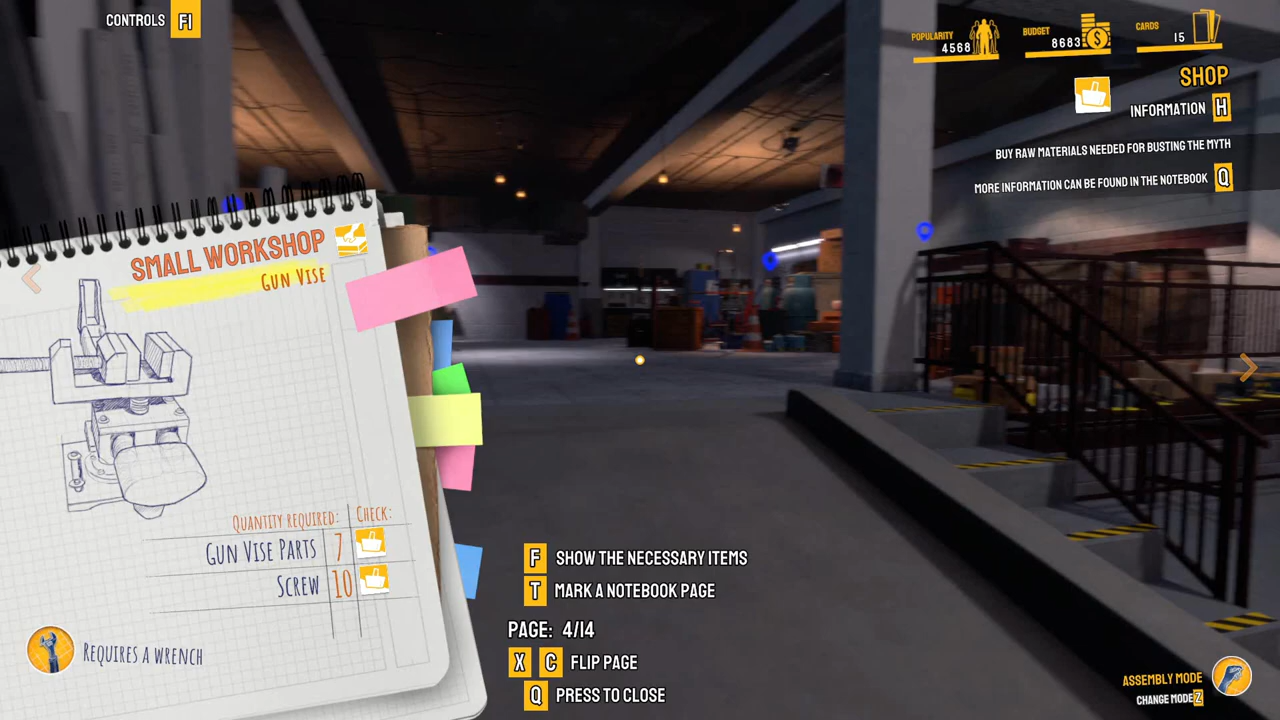 CONTROLS F1
POPULARITY
4568
BUDGET
8683
CARDS
15
SHOP
INFORMATION H
BUY RAW MATERIALS NEEDED FOR BUSTING THE MYTH
MORE INFORMATION CAN BE FOUND IN THE NOTEBOOK Q
SMALL WORKSHOP
GUN VISE
QUANTITY REQUIRED: CHECK:
GUN VISE PARTS 7
SCREW 10
REQUIRES A WRENCH
F SHOW THE NECESSARY ITEMS
T MARK A NOTEBOOK PAGE
PAGE: 4/14
X C FLIP PAGE
Q PRESS TO CLOSE
ASSEMBLY MODE
CHANGE MODE Z